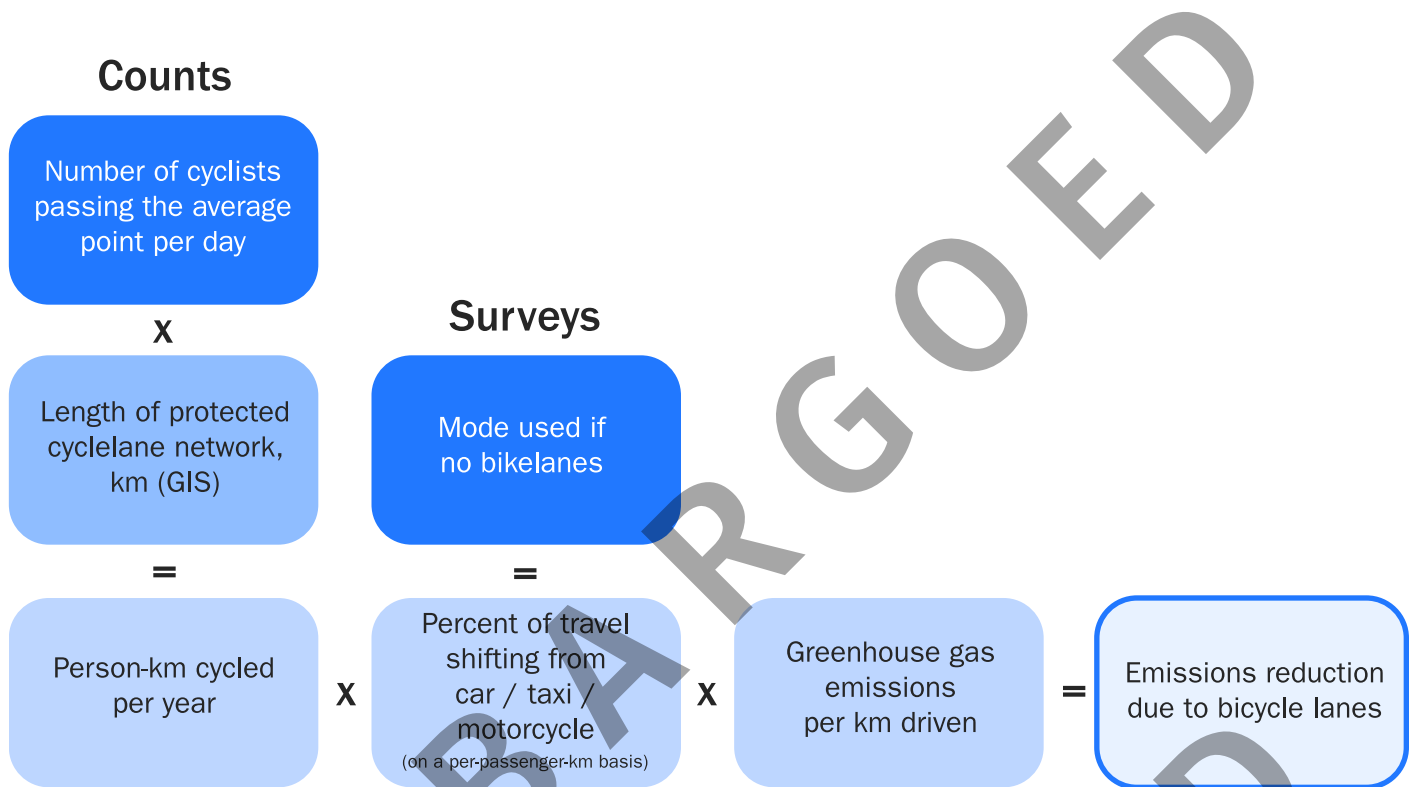 Counts
Number of cyclists
passing the average
point per day
X
Length of protected
cyclelane network,
km (GIS)
=
Person-km cycled
per year
Surveys
Mode used if
no bikelanes
=
Percent of travel
shifting from
car / taxi /
motorcycle
(on a per-passenger-km basis)
X
X
Greenhouse gas
emissions
per km driven
=
Emissions reduction
due to bicycle lanes
BARGOED
D